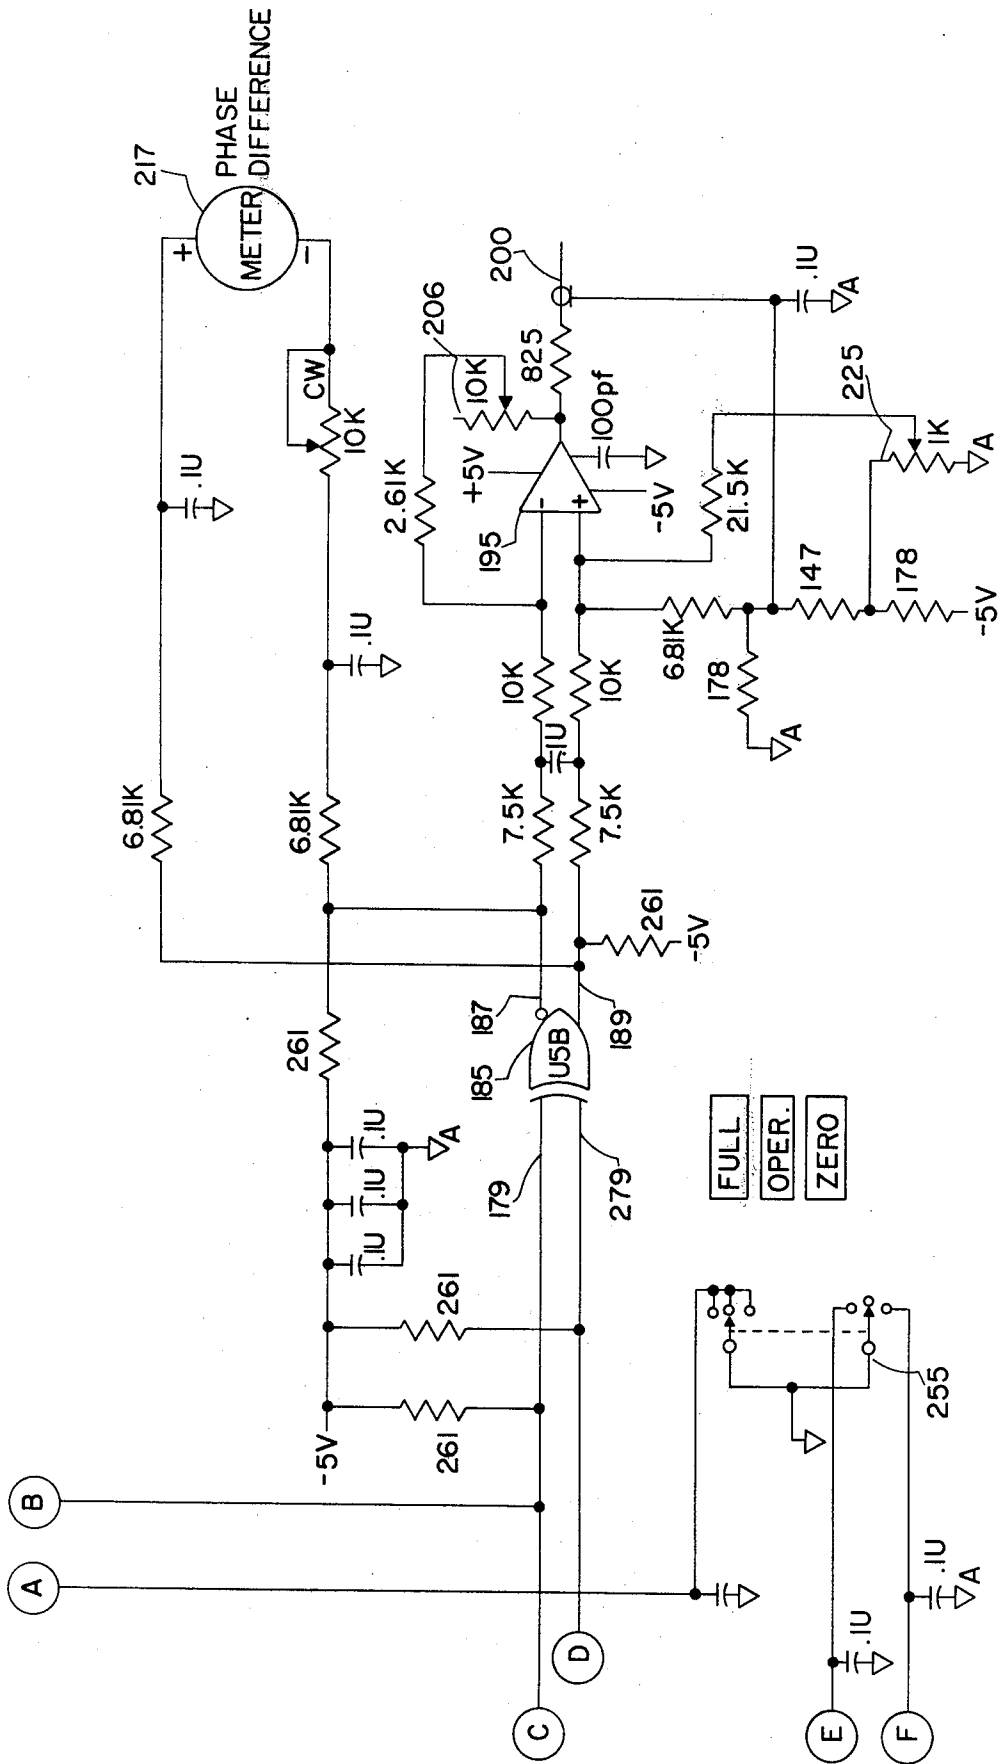 217
PHASE
DIFFERENCE
METER
+
−
.1U
CW
10K
.1U
6.81K
6.81K
261
.1U
.1U
.1U
A
-5V
261
261
B
A
C
D
E
F
179
279
185
U5B
187
189
261
-5V
7.5K
7.5K
.1U
10K
10K
2.61K
195
−
+
+5V
-5V
100pf
10K
206
825
200
.1U
A
21.5K
6.81K
178
A
147
178
-5V
225
1K
A
FULL
OPER.
ZERO
255
.1U
.1U
A